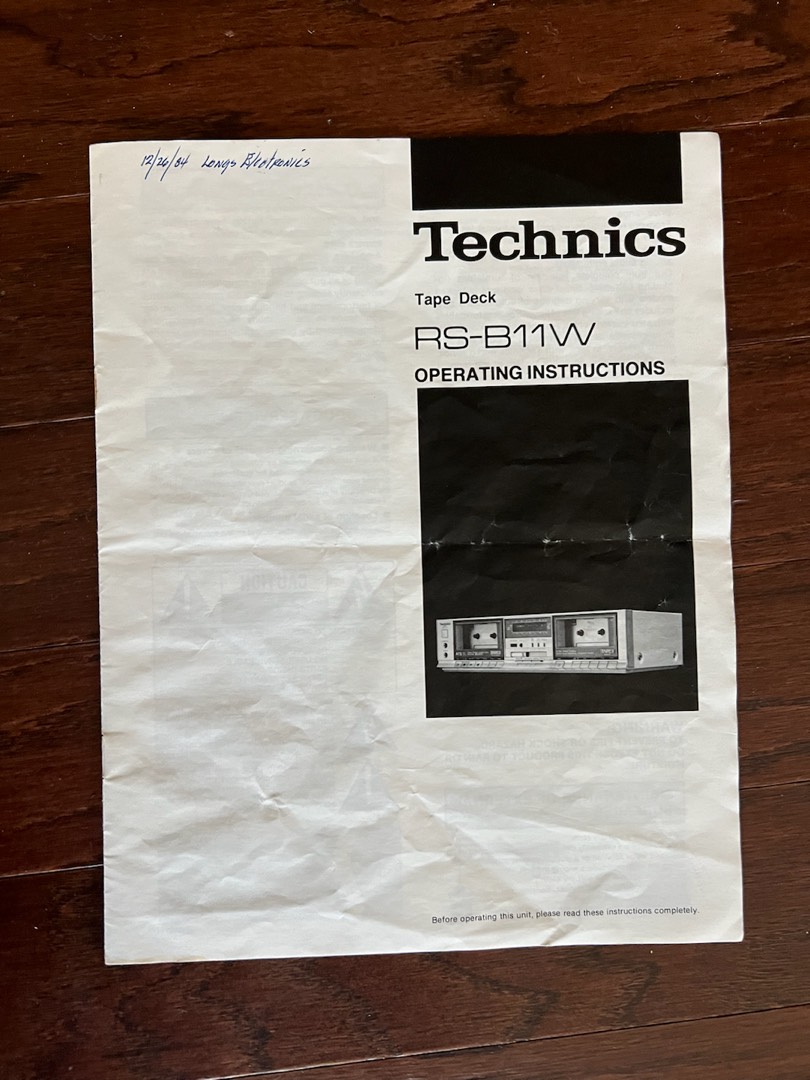 12/26/84 Longs Electronics
Technics
Tape Deck
RS-B11W
OPERATING INSTRUCTIONS
Before operating this unit, please read these instructions completely.